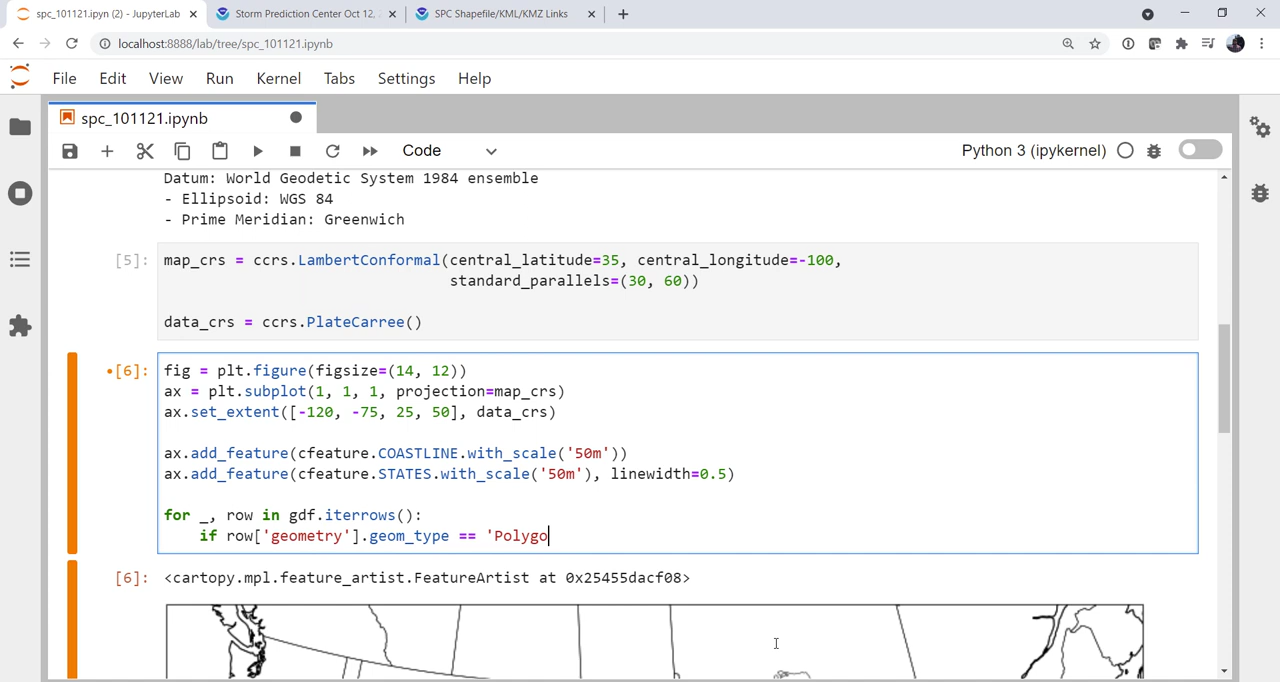 spc_101121.ipyn (2) - JupyterLab
Storm Prediction Center Oct 12,
SPC Shapefile/KML/KMZ Links
localhost:8888/lab/tree/spc_101121.ipynb
File Edit View Run Kernel Tabs Settings Help
spc_101121.ipynb
Code
Python 3 (ipykernel)
Datum: World Geodetic System 1984 ensemble
- Ellipsoid: WGS 84
- Prime Meridian: Greenwich
[5]: map_crs = ccrs.LambertConformal(central_latitude=35, central_longitude=-100,
standard_parallels=(30, 60))
data_crs = ccrs.PlateCarree()
[6]: fig = plt.figure(figsize=(14, 12))
ax = plt.subplot(1, 1, 1, projection=map_crs)
ax.set_extent([-120, -75, 25, 50], data_crs)
ax.add_feature(cfeature.COASTLINE.with_scale('50m'))
ax.add_feature(cfeature.STATES.with_scale('50m'), linewidth=0.5)
for _, row in gdf.iterrows():
if row['geometry'].geom_type == 'Polygo
[6]: <cartopy.mpl.feature_artist.FeatureArtist at 0x25455dacf08>